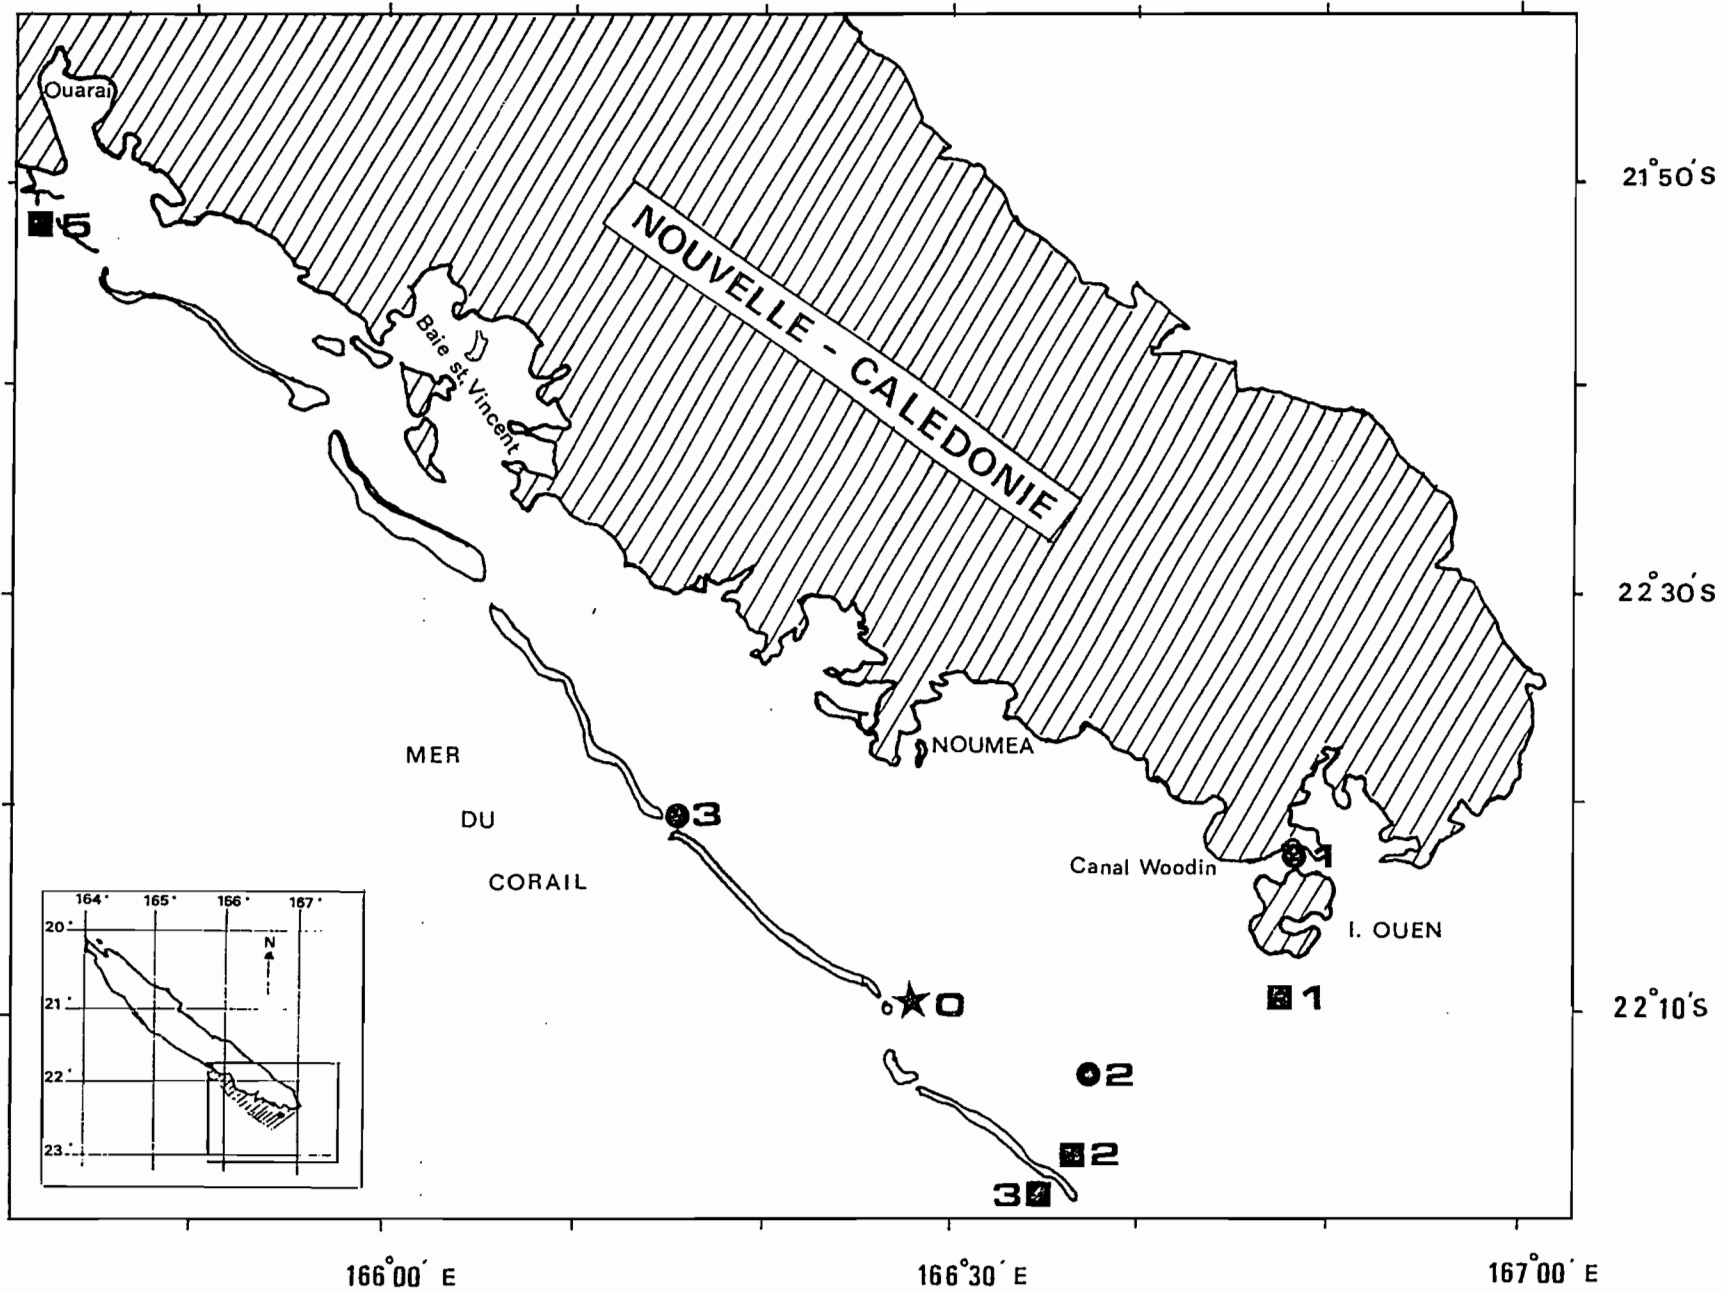 Ouarai
21°50'S
5
NOUVELLE - CALEDONIE
Baie st. Vincent
22°30'S
NOUMEA
MER
DU
CORAIL
3
Canal Woodin
1
I. OUEN
164° 165° 166° 167°
20°
N
21°
22°
23°
0
1
22°10'S
2
2
3
166°00' E 166°30' E 167°00' E